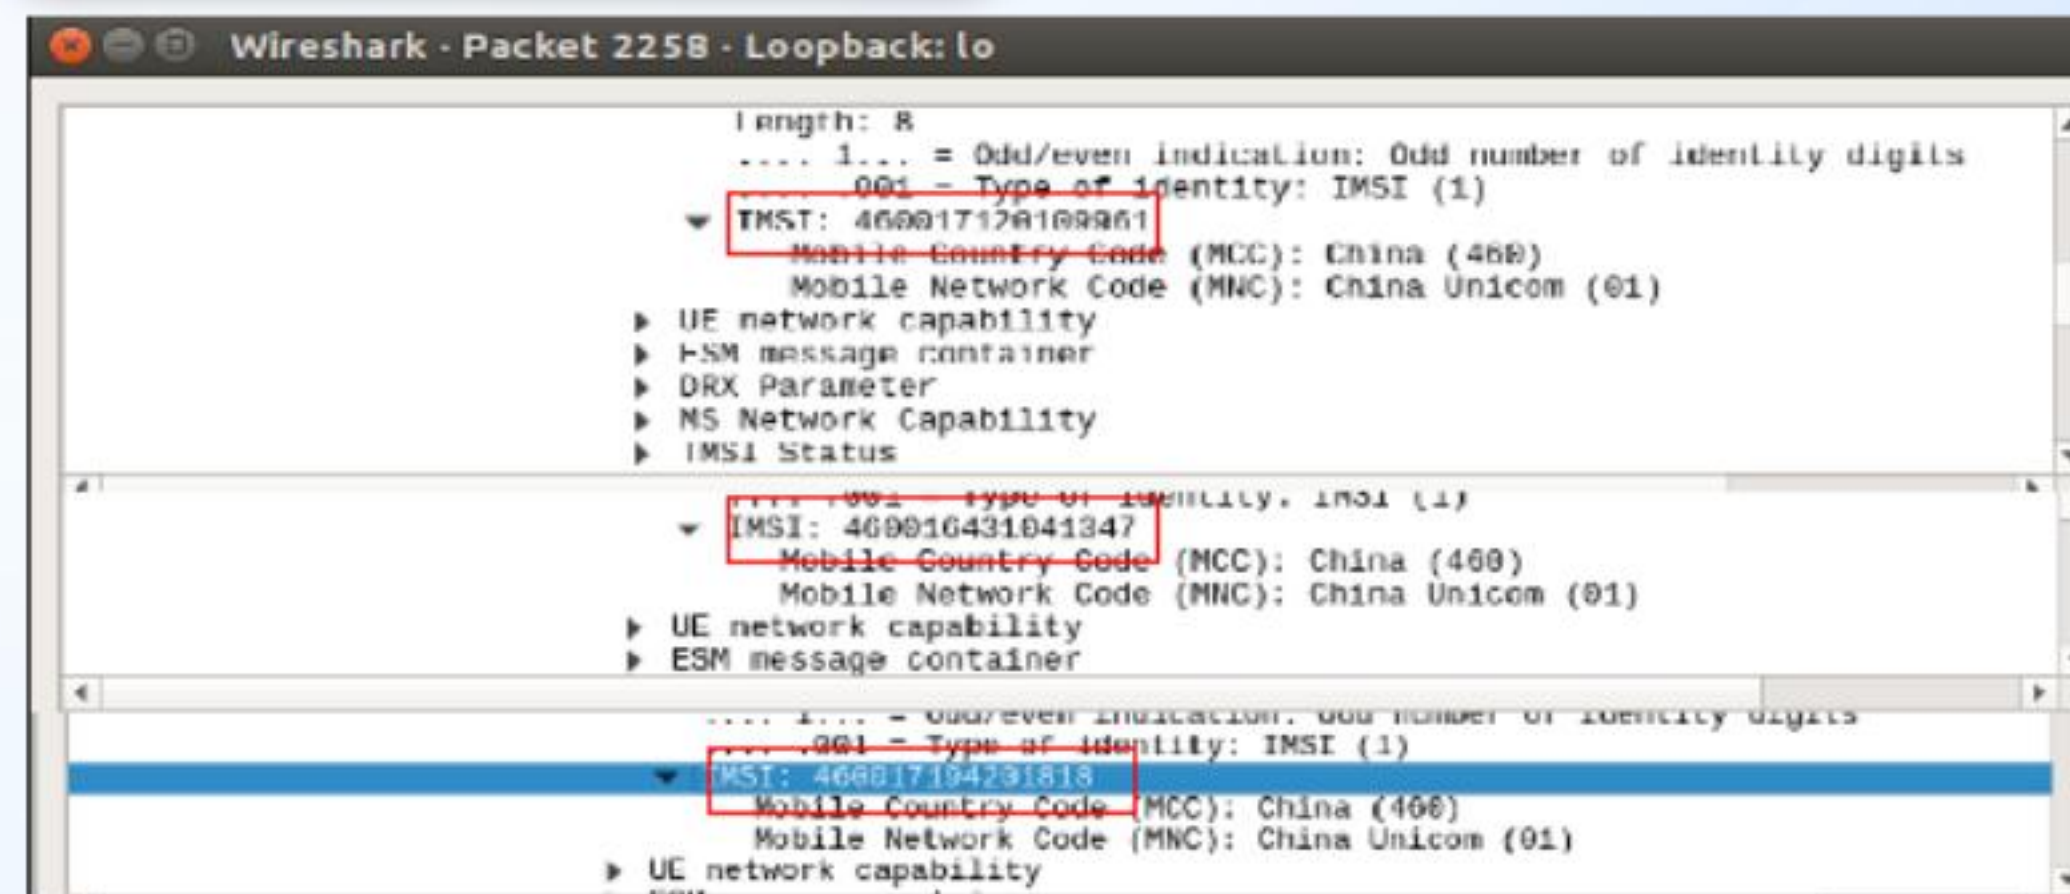 Wireshark · Packet 2258 · Loopback: lo
Length: 8
.... 1... = Odd/even indication: Odd number of identity digits
.... .001 = Type of identity: IMSI (1)
IMSI: 460017120109961
Mobile Country Code (MCC): China (460)
Mobile Network Code (MNC): China Unicom (01)
UE network capability
ESM message container
DRX Parameter
MS Network Capability
TMSI Status
.... .001 = Type of identity: IMSI (1)
IMSI: 460016431041347
Mobile Country Code (MCC): China (460)
Mobile Network Code (MNC): China Unicom (01)
UE network capability
ESM message container
.... 1... = Odd/even indication: Odd number of identity digits
.... .001 = Type of identity: IMSI (1)
IMSI:
Mobile Country Code (MCC): China (460)
Mobile Network Code (MNC): China Unicom (01)
UE network capability